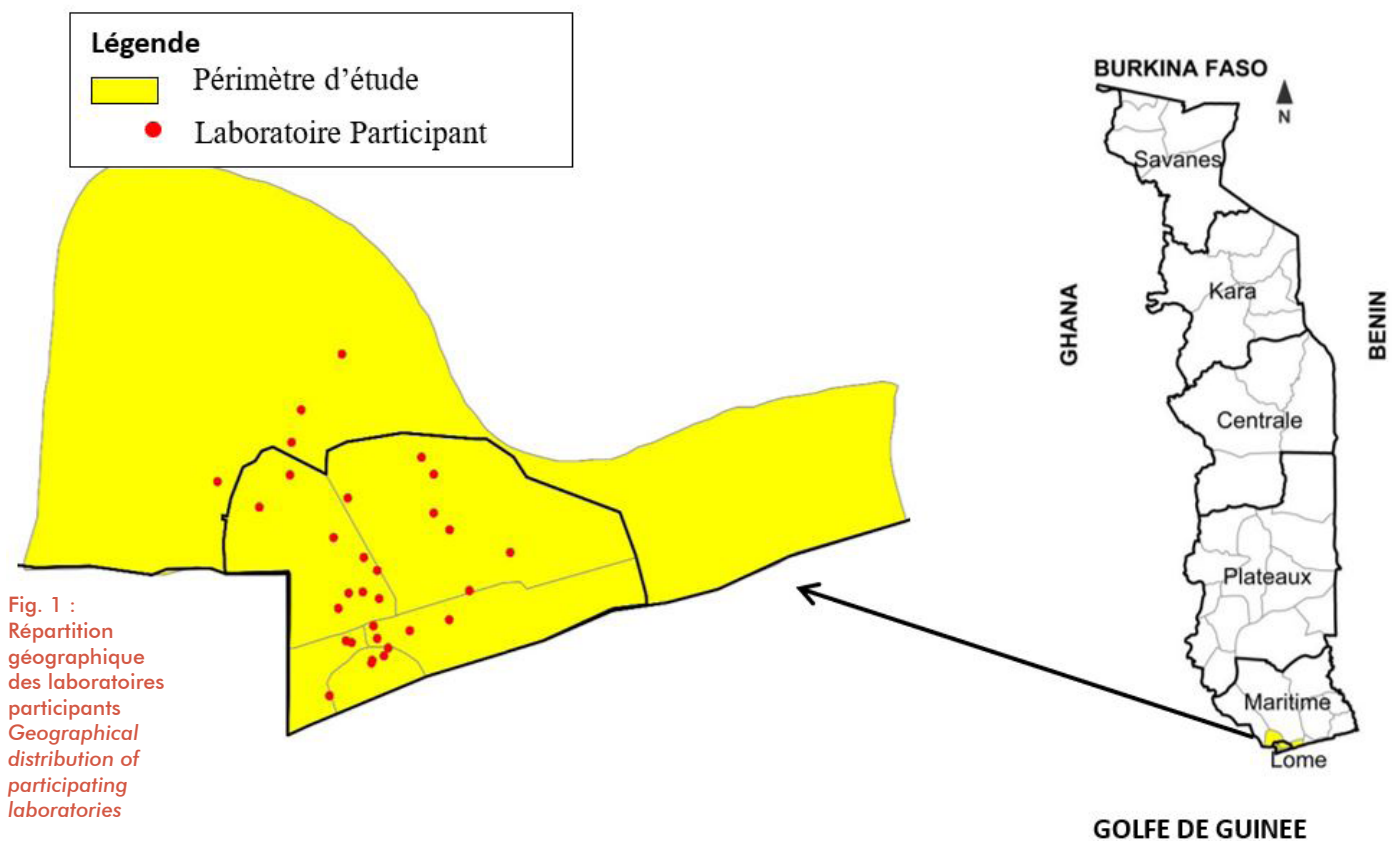 Légende
Périmètre d'étude
Laboratoire Participant
Fig. 1 :
Répartition
géographique
des laboratoires
participants
Geographical
distribution of
participating
laboratories
BURKINA FASO
N
Savanes
Kara
GHANA
BENIN
Centrale
Plateaux
Maritime
Lome
GOLFE DE GUINEE